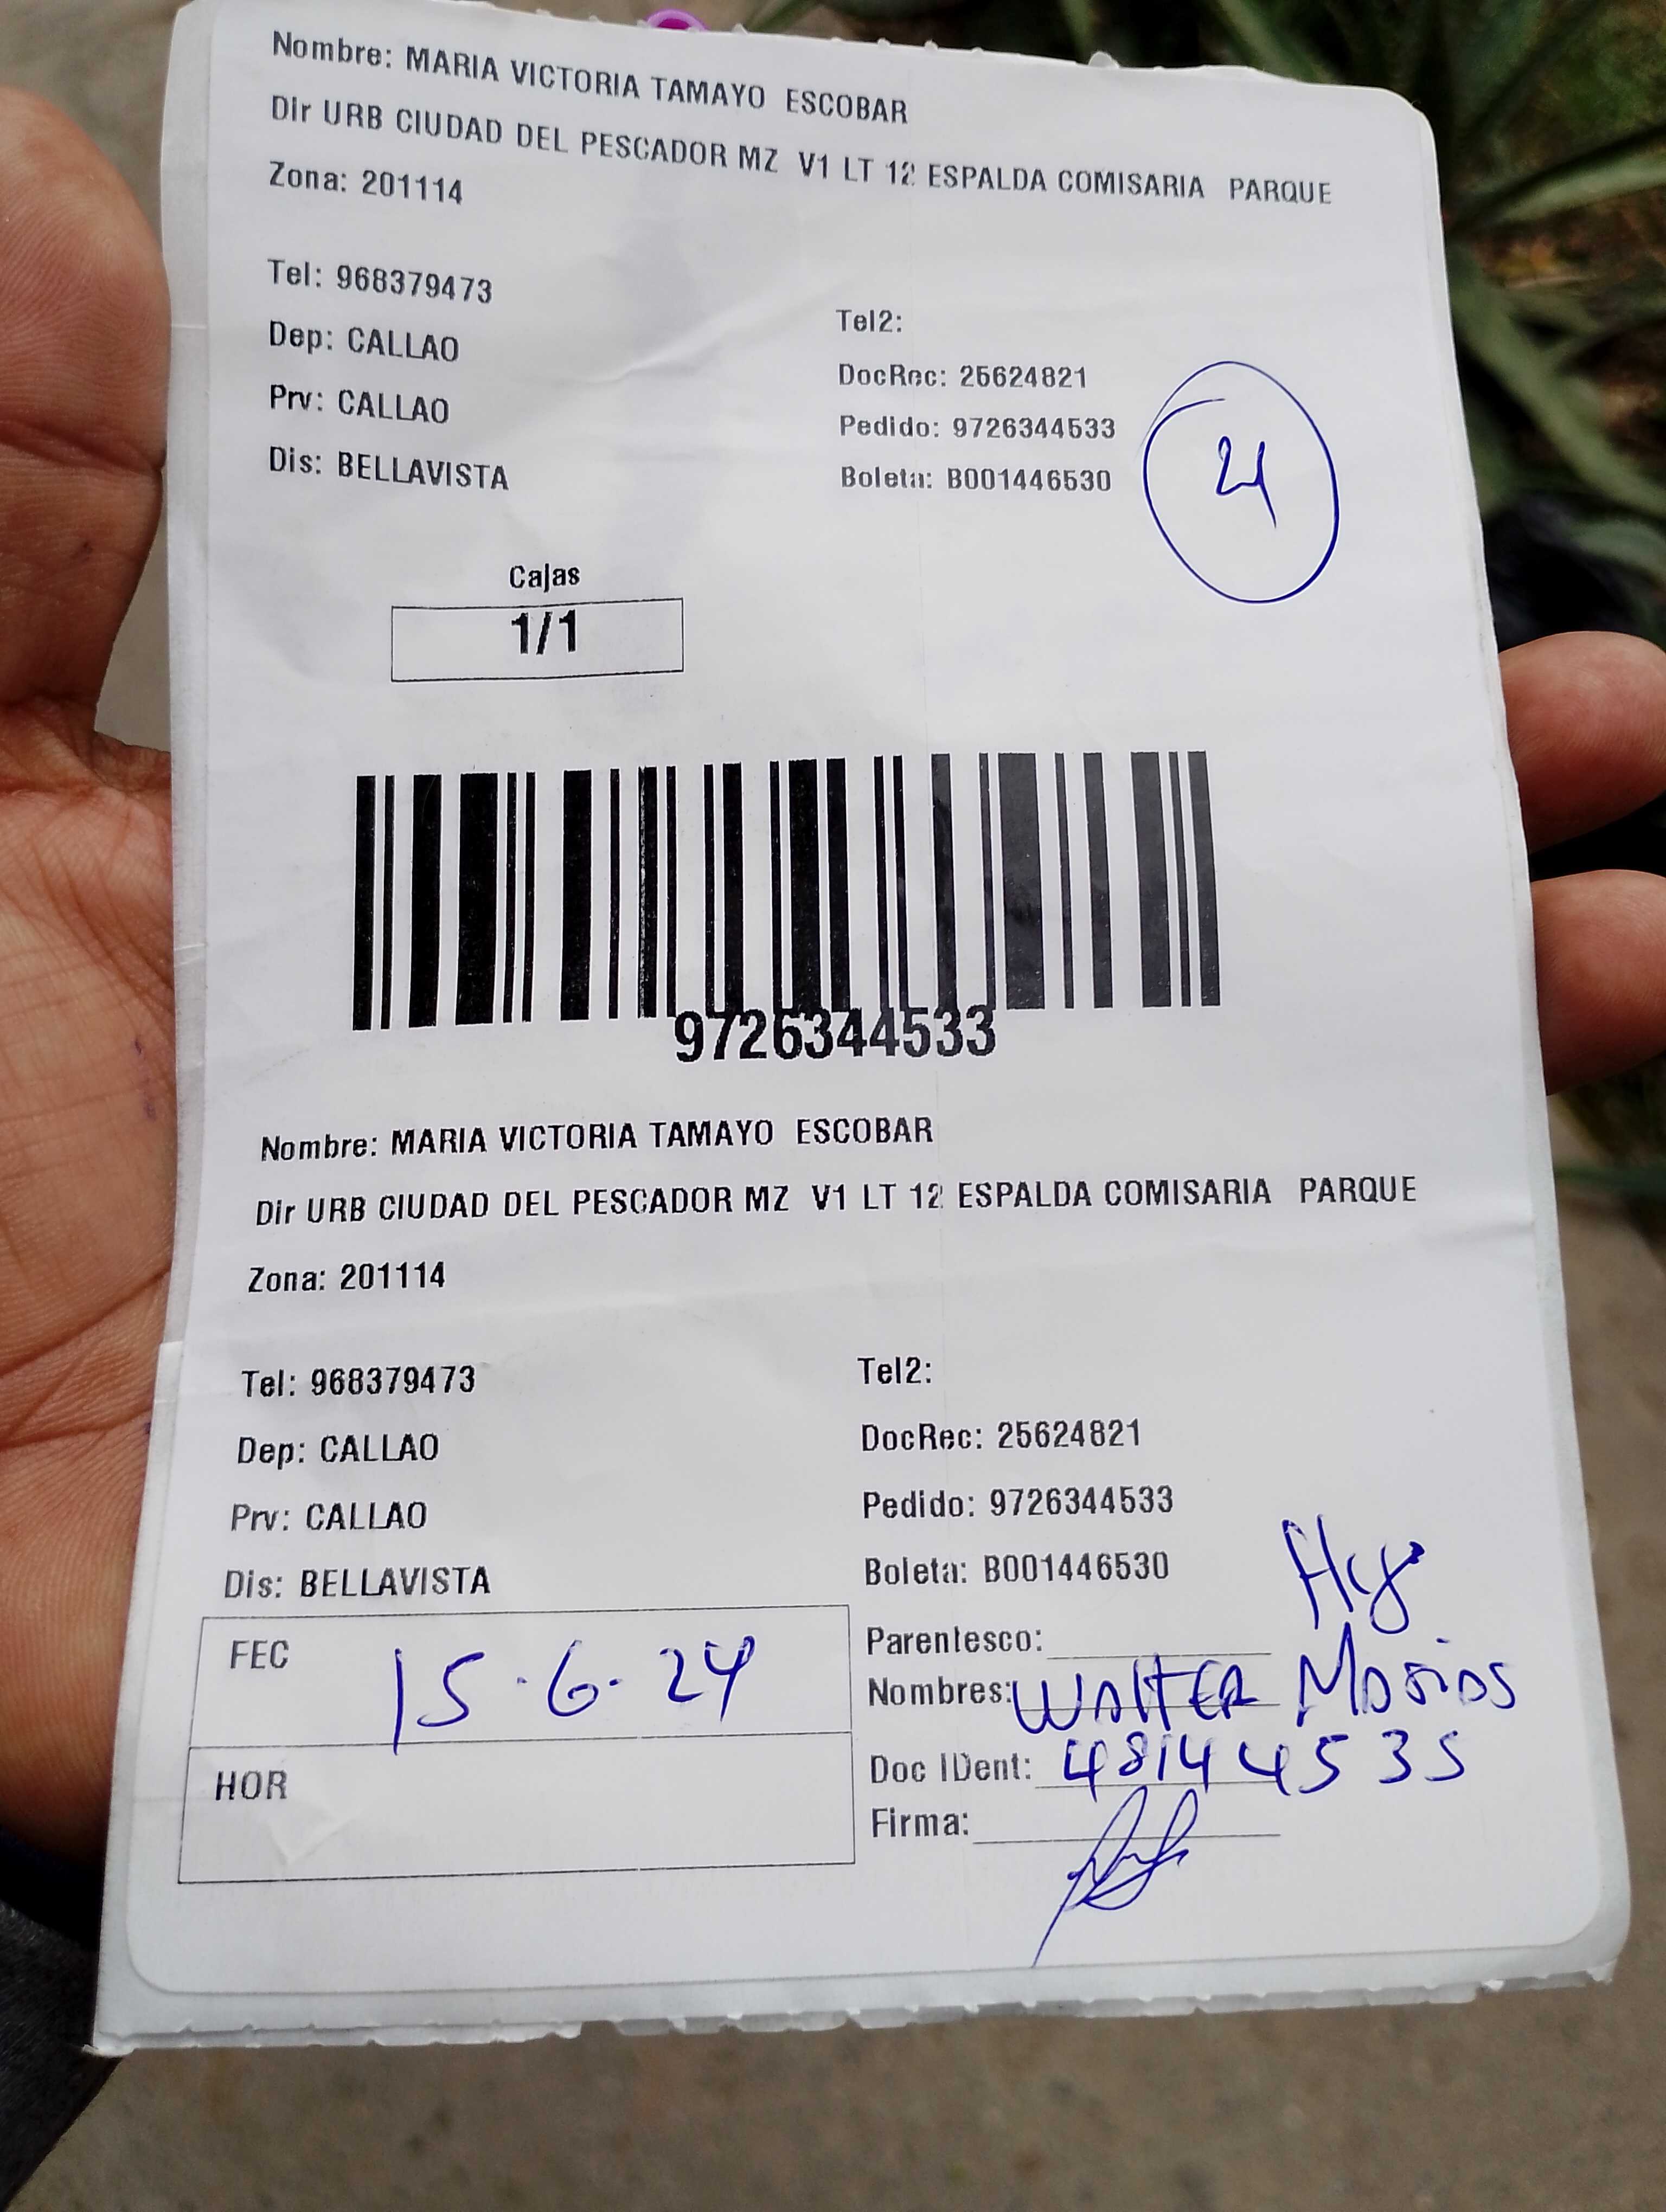 Nombre: MARIA VICTORIA TAMAYO ESCOBAR
Dir URB CIUDAD DEL PESCADOR MZ V1 LT 12 ESPALDA COMISARIA PARQUE
Zona: 201114
Tel: 968379473
Tel2:
Dep: CALLAO
DocRec: 25624821
Prv: CALLAO
Pedido: 9726344533
Dis: BELLAVISTA
Boleta: B001446530
21
Cajas
1/1
9726344533
Nombre: MARIA VICTORIA TAMAYO ESCOBAR
Dir URB CIUDAD DEL PESCADOR MZ V1 LT 12 ESPALDA COMISARIA PARQUE
Zona: 201114
Tel: 968379473
Tel2:
Dep: CALLAO
DocRec: 25624821
Prv: CALLAO
Pedido: 9726344533
Dis: BELLAVISTA
Boleta: B001446530
FEC 15.6.24
Parentesco:
Nombres: WALTER
HOR
Doc IDent: 48144535
Firma: